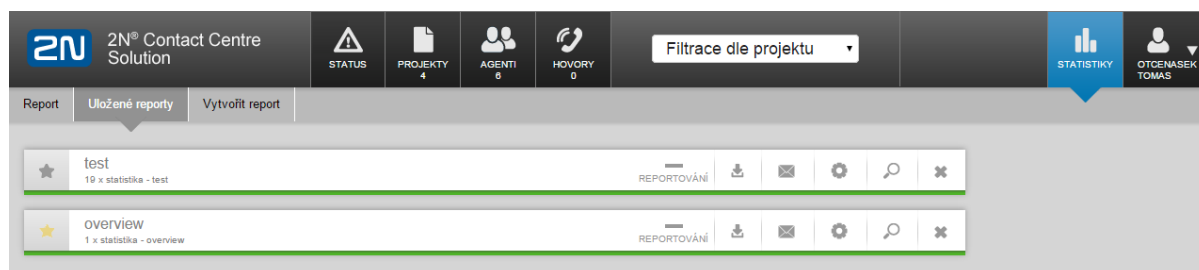 2N
2N® Contact Centre
Solution
STATUS
PROJEKTY
4
AGENTI
6
HOVORY
0
Filtrace dle projektu
STATISTIKY
OTCENASEK
TOMAS
Report
Uložené reporty
Vytvořit report
test
19 x statistika - test
REPORTOVÁNÍ
overview
1 x statistika - overview
REPORTOVÁNÍ